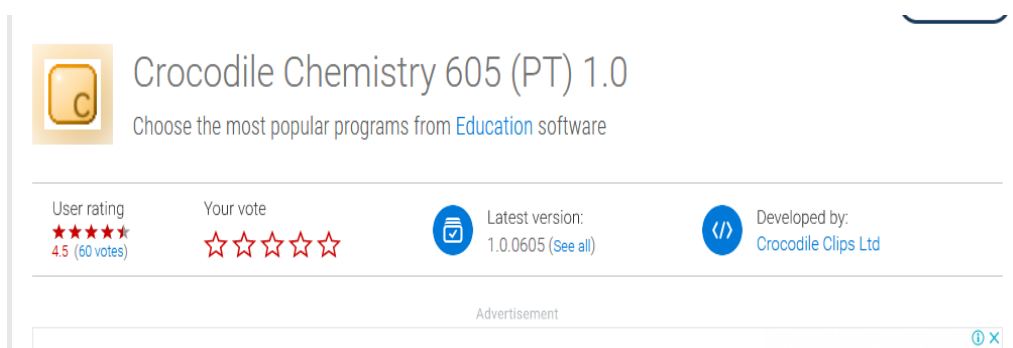 C
Crocodile Chemistry 605 (PT) 1.0
Choose the most popular programs from Education software
User rating
4.5 (60 votes)
Your vote
Latest version:
1.0.0605 (See all)
Developed by:
Crocodile Clips Ltd
Advertisement